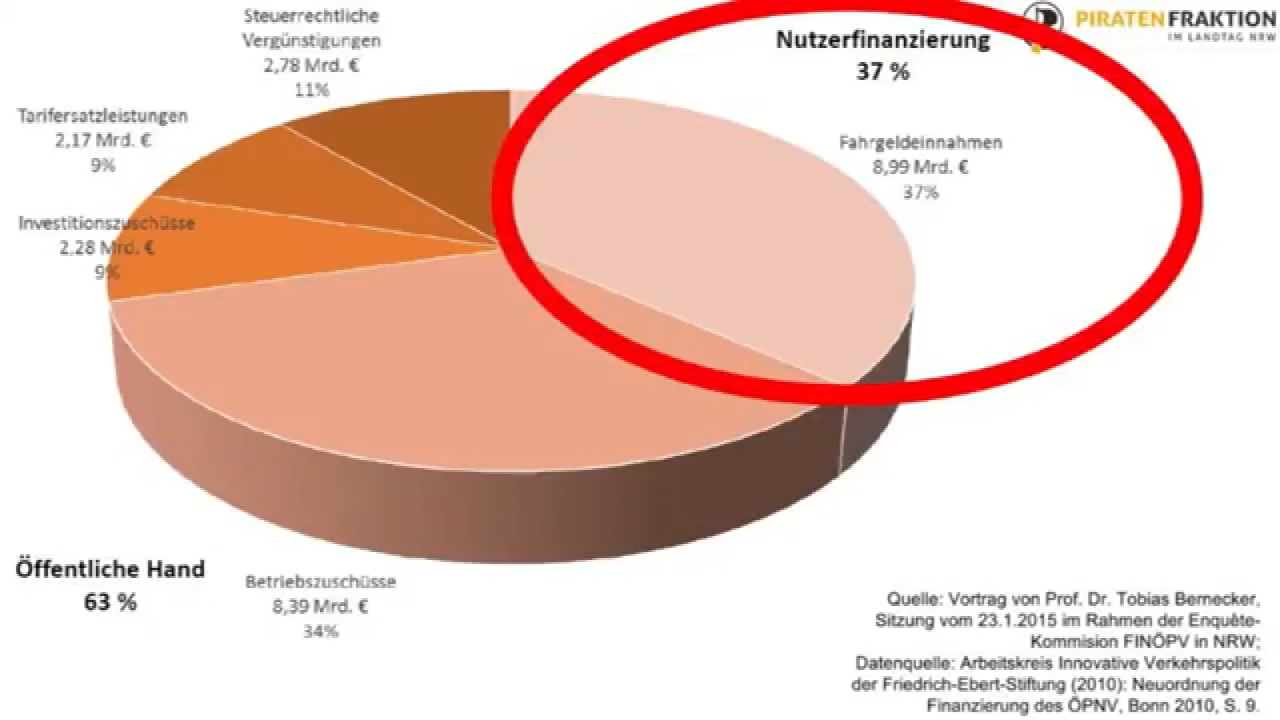 Steuerrechtliche
Vergünstigungen
2,78 Mrd. €
11%
Nutzerfinanzierung
37 %
PIRATENFRAKTION
IM LANDTAG NRW
Tarifersatzleistungen
2,17 Mrd. €
9%
Fahrgeldeinnahmen
8,99 Mrd. €
37%
Investitionszuschüsse
2,28 Mrd. €
9%
Öffentliche Hand
63 %
Betriebszuschüsse
8,39 Mrd. €
34%
Quelle: Vortrag von Prof. Dr. Tobias Bernecker,
Sitzung vom 23.1.2015 im Rahmen der Enquête-
Kommision FINÖPV in NRW;
Datenquelle: Arbeitskreis Innovative Verkehrspolitik
der Friedrich-Ebert-Stiftung (2010): Neuordnung der
Finanzierung des ÖPNV, Bonn 2010, S. 9.